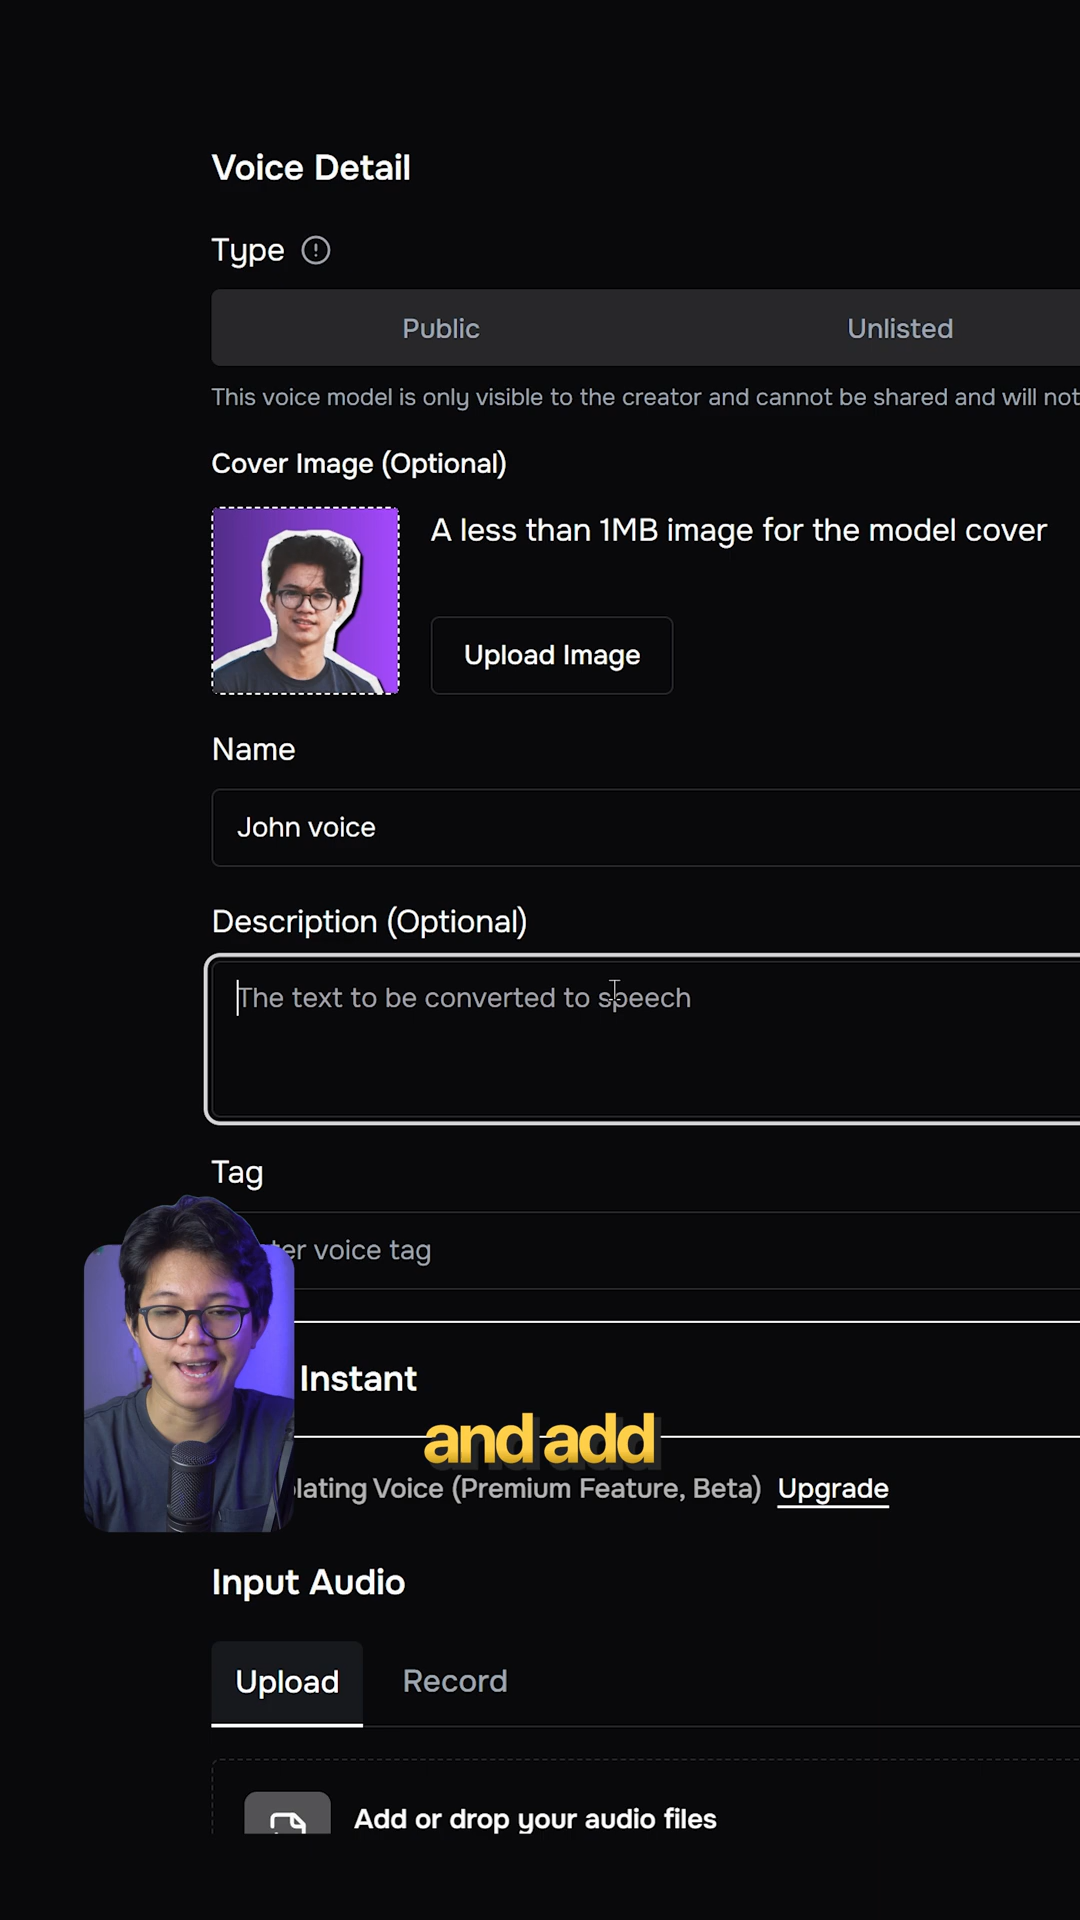 Voice Detail
Type
Public Unlisted
This voice model is only visible to the creator and cannot be shared and will not
Cover Image (Optional)
A less than 1MB image for the model cover
Upload Image
Name
John voice
Description (Optional)
The text to be converted to speech
Tag
voice tag
Instant
and add
Voice (Premium Feature, Beta) Upgrade
Input Audio
Upload Record
Add or drop your audio files